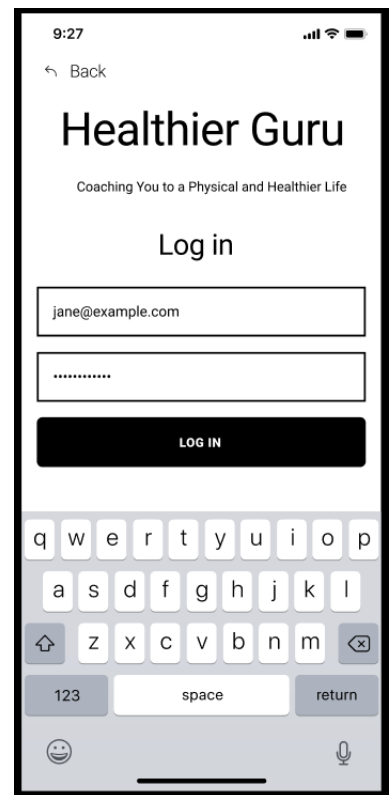 9:27
Back
Healthier Guru
Coaching You to a Physical and Healthier Life
Log in
jane@example.com
••••••••••••
LOG IN
q w e r t y u i o p
a s d f g h j k l
z x c v b n m
123 space return